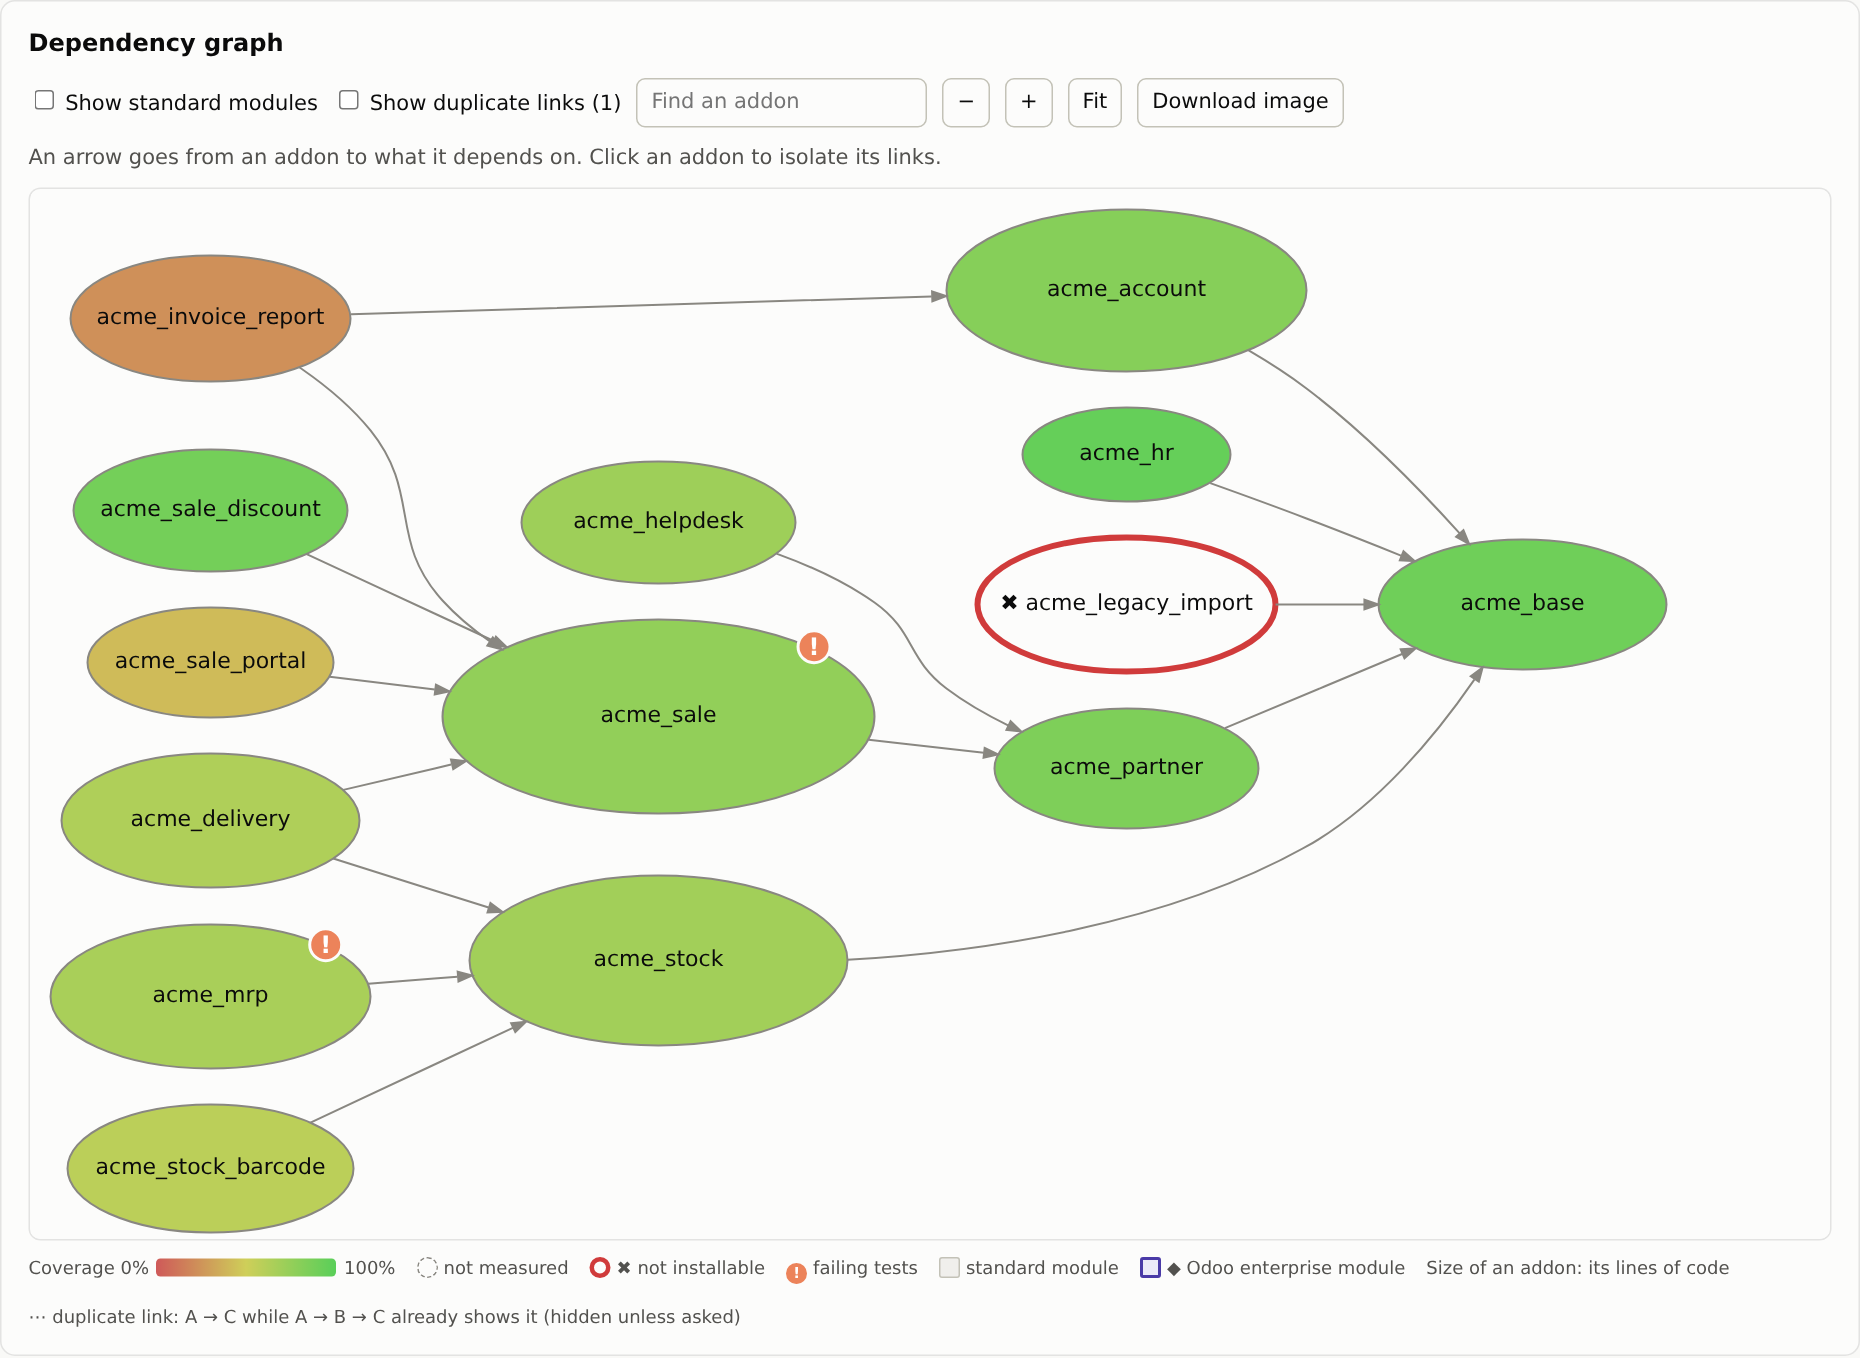 Dependency graph
Show standard modules Show duplicate links (1) Find an addon − + Fit Download image
An arrow goes from an addon to what it depends on. Click an addon to isolate its links.
acme_account
acme_invoice_report
acme_hr
acme_sale_discount
acme_helpdesk
✖ acme_legacy_import
acme_base
acme_sale_portal
!
acme_sale
acme_partner
acme_delivery
!
acme_stock
acme_mrp
acme_stock_barcode
Coverage 0% 100% not measured ✖ not installable ! failing tests standard module ◆ Odoo enterprise module Size of an addon: its lines of code
··· duplicate link: A → C while A → B → C already shows it (hidden unless asked)